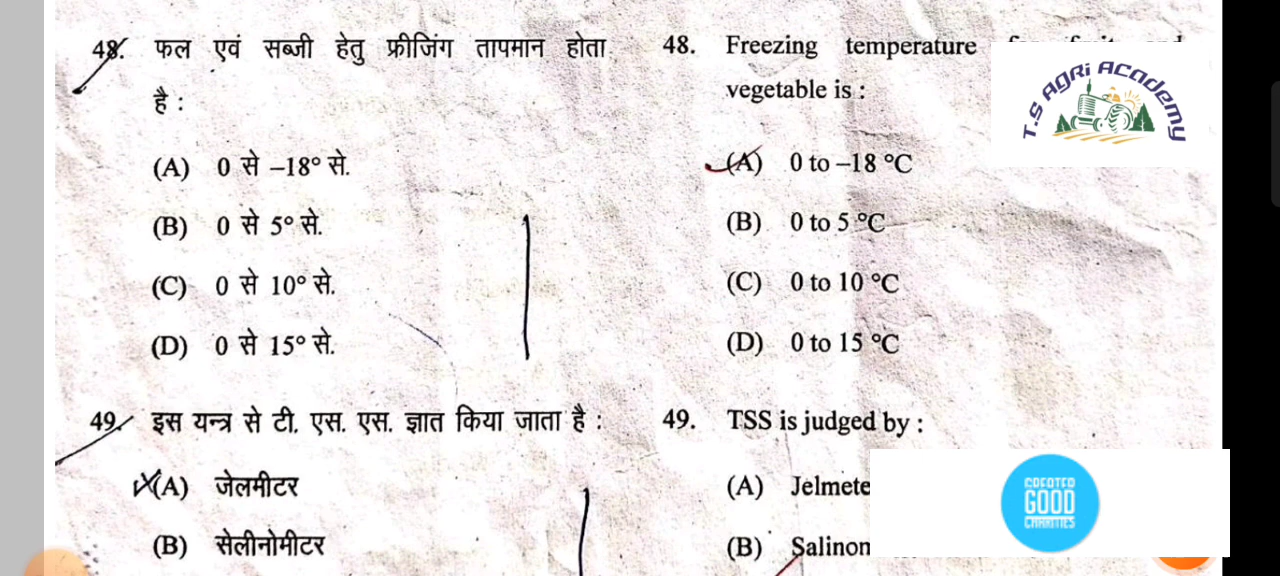 48. फल एवं सब्जी हेतु फ्रीजिंग तापमान होता
है :
(A) 0 से –18° से.
(B) 0 से 5° से.
(C) 0 से 10° से.
(D) 0 से 15° से.
49. इस यन्त्र से टी. एस. एस. ज्ञात किया जाता है :
(A) जेलमीटर
(B) सेलीनोमीटर
48. Freezing temperature
vegetable is :
(A) 0 to –18 °C
(B) 0 to 5 °C
(C) 0 to 10 °C
(D) 0 to 15 °C
49. TSS is judged by :
(A) Jelmete
(B) Salinon
T.S AGRi ACAdemy
GOOD